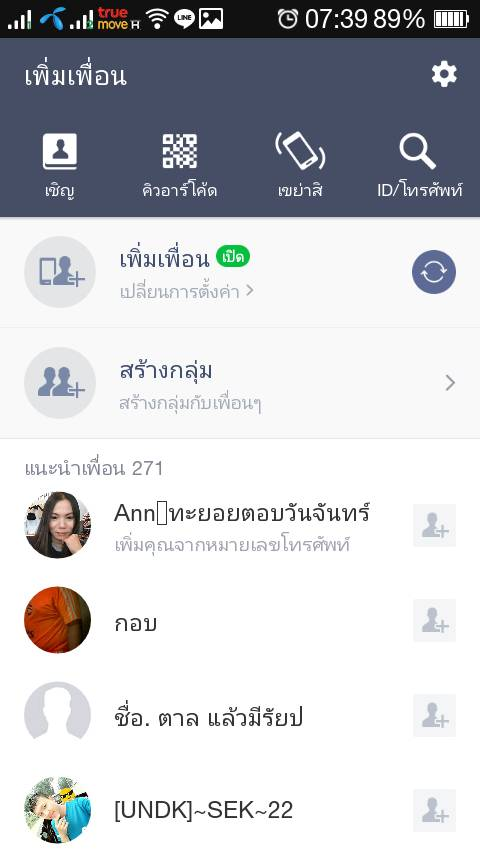 true
move H
LINE
07:39 89%
เพิ่มเพื่อน
เชิญ
คิวอาร์โค้ด
เขย่าสิ
ID/โทรศัพท์
เพิ่มเพื่อน เปิด
เปลี่ยนการตั้งค่า >
สร้างกลุ่ม
สร้างกลุ่มกับเพื่อนๆ
แนะนำเพื่อน 271
Ann▯ทะยอยตอบวันจันทร์
เพิ่มคุณจากหมายเลขโทรศัพท์
กอบ
ชื่อ. ตาล แล้วมีรัยป
[UNDK]~SEK~22